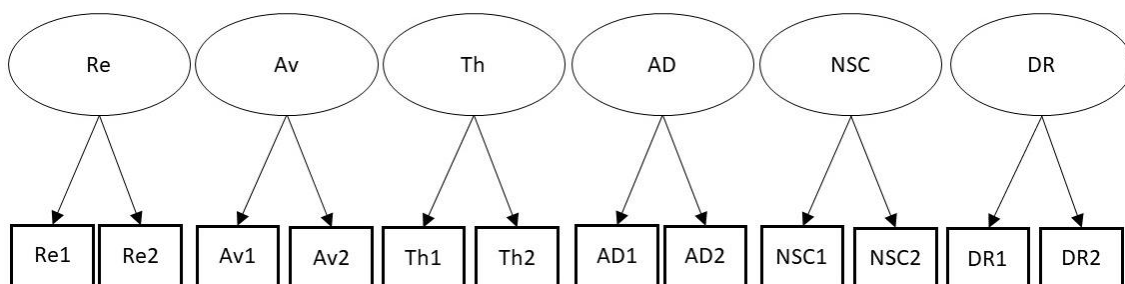 Re Av Th AD NSC DR
Re1 Re2 Av1 Av2 Th1 Th2 AD1 AD2 NSC1 NSC2 DR1 DR2